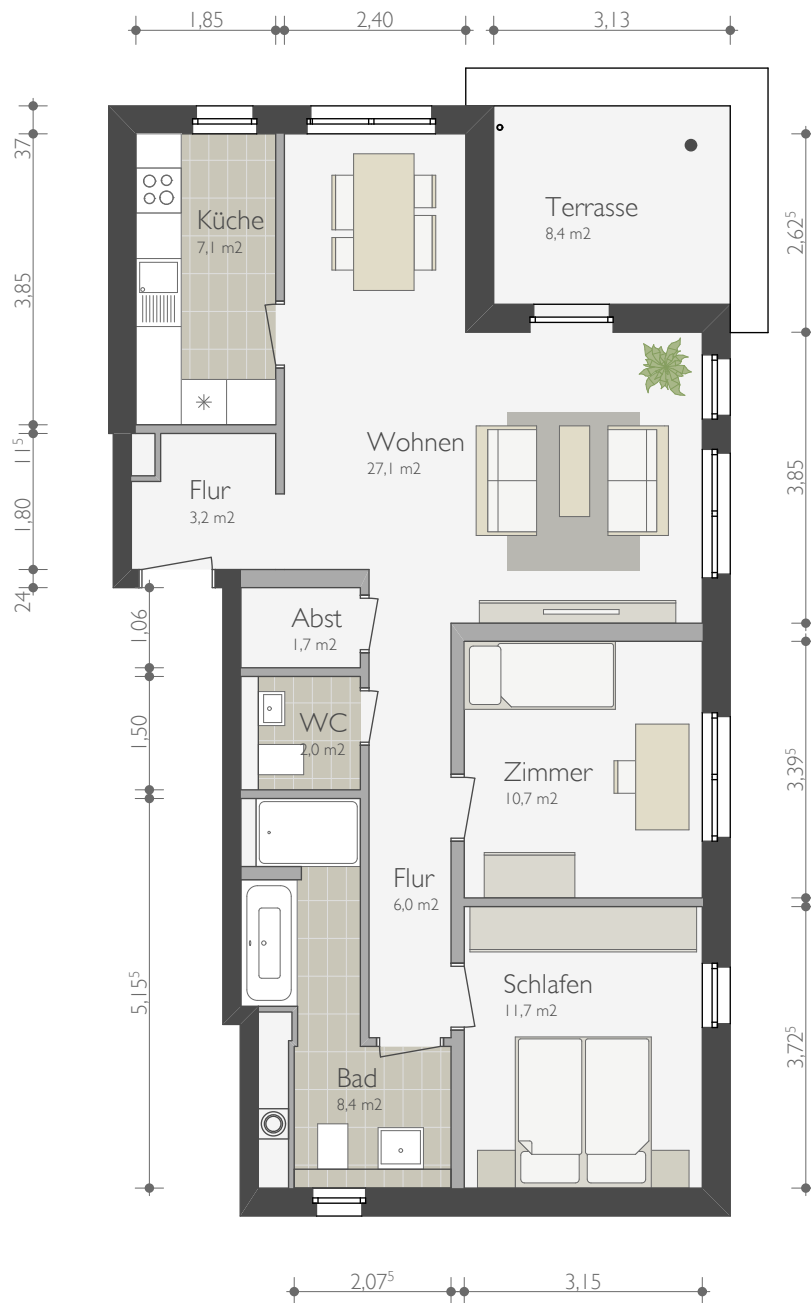 1,85
2,40
3,13
37
3,85
11⁵
1,80
24
1,06
1,50
5,15⁵
2,62⁵
3,85
3,39⁵
3,72⁵
Küche
7,1 m2
Terrasse
8,4 m2
Wohnen
27,1 m2
Flur
3,2 m2
Abst
1,7 m2
WC
2,0 m2
Zimmer
10,7 m2
Flur
6,0 m2
Schlafen
11,7 m2
Bad
8,4 m2
2,07⁵
3,15